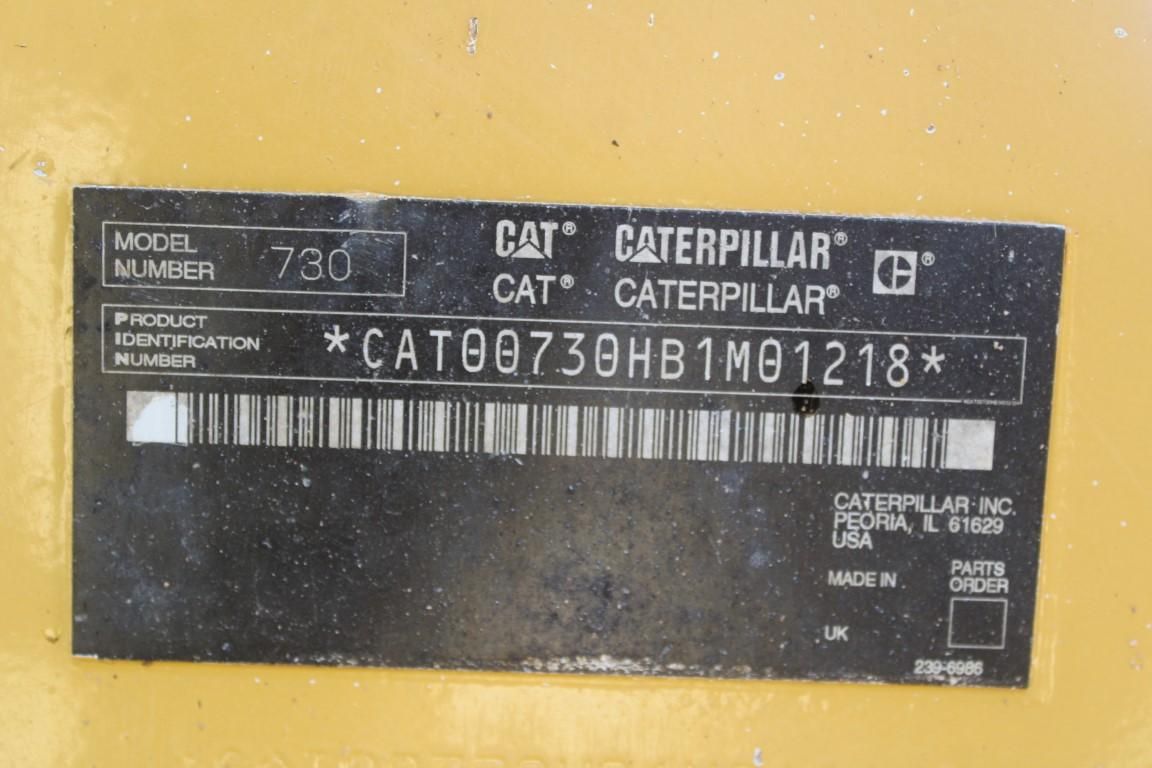 MODEL
NUMBER 730
CAT® CATERPILLAR®
CAT® CATERPILLAR®
PRODUCT
IDENTIFICATION
NUMBER
*CAT00730HB1M01218*
CATERPILLAR INC.
PEORIA, IL 61629
USA
MADE IN
UK
PARTS
ORDER
239-6986